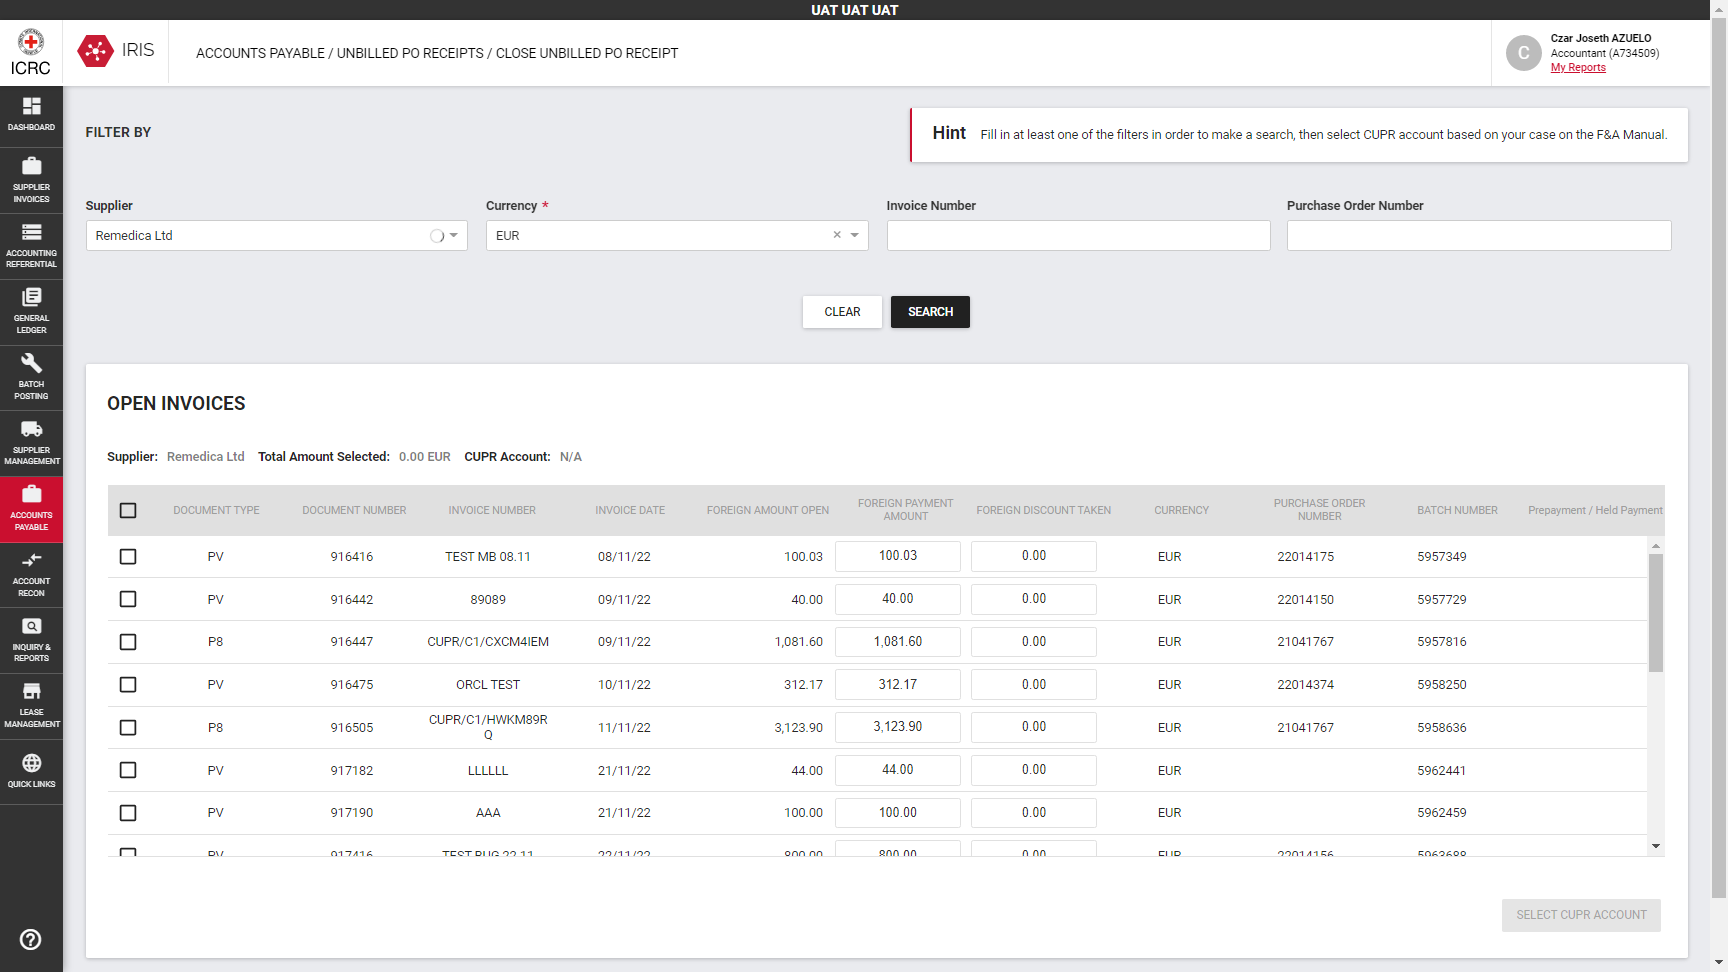 UAT UAT UAT
ICRC
IRIS
ACCOUNTS PAYABLE / UNBILLED PO RECEIPTS / CLOSE UNBILLED PO RECEIPT
C
Czar Joseth AZUELO
Accountant (A734509)
My Reports
DASHBOARD
SUPPLIER
INVOICES
ACCOUNTING
REFERENTIAL
GENERAL
LEDGER
BATCH
POSTING
SUPPLIER
MANAGEMENT
ACCOUNTS
PAYABLE
ACCOUNT
RECON
INQUIRY &
REPORTS
LEASE
MANAGEMENT
QUICK LINKS
FILTER BY
Hint Fill in at least one of the filters in order to make a search, then select CUPR account based on your case on the F&A Manual.
Supplier Currency * Invoice Number Purchase Order Number
Remedica Ltd EUR
CLEAR SEARCH
OPEN INVOICES
Supplier: Remedica Ltd Total Amount Selected: 0.00 EUR CUPR Account: N/A
DOCUMENT TYPE DOCUMENT NUMBER INVOICE NUMBER INVOICE DATE FOREIGN AMOUNT OPEN FOREIGN PAYMENT AMOUNT FOREIGN DISCOUNT TAKEN CURRENCY PURCHASE ORDER NUMBER BATCH NUMBER Prepayment / Held Payment
PV 916416 TEST MB 08.11 08/11/22 100.03 100.03 0.00 EUR 22014175 5957349
PV 916442 89089 09/11/22 40.00 40.00 0.00 EUR 22014150 5957729
P8 916447 CUPR/C1/CXCM4IEM 09/11/22 1,081.60 1,081.60 0.00 EUR 21041767 5957816
PV 916475 ORCL TEST 10/11/22 312.17 312.17 0.00 EUR 22014374 5958250
P8 916505 CUPR/C1/HWKM89RQ 11/11/22 3,123.90 3,123.90 0.00 EUR 21041767 5958636
PV 917182 LLLLLL 21/11/22 44.00 44.00 0.00 EUR 5962441
PV 917190 AAA 21/11/22 100.00 100.00 0.00 EUR 5962459
PV 917416 TEST BUG 22.11 22/11/22 800.00 800.00 0.00 EUR 22014156 5963688
SELECT CUPR ACCOUNT